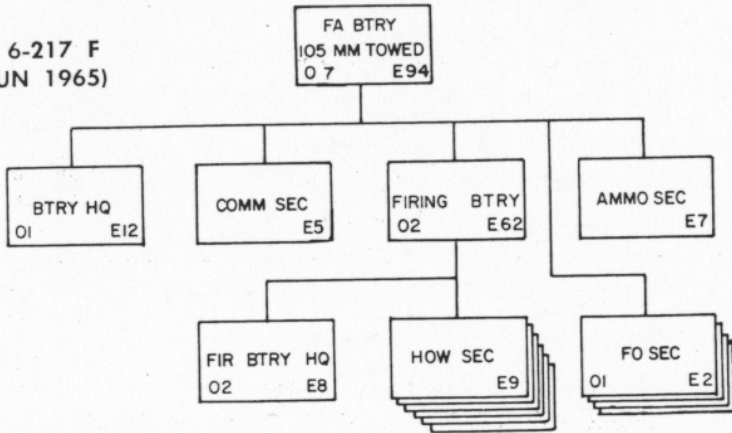 6-217 F
UN 1965)
FA BTRY
105 MM TOWED
O 7 E94
BTRY HQ
O1 E12
COMM SEC
E5
FIRING BTRY
O2 E62
AMMO SEC
E7
FIR BTRY HQ
O2 E8
HOW SEC
E9
FO SEC
O1 E2